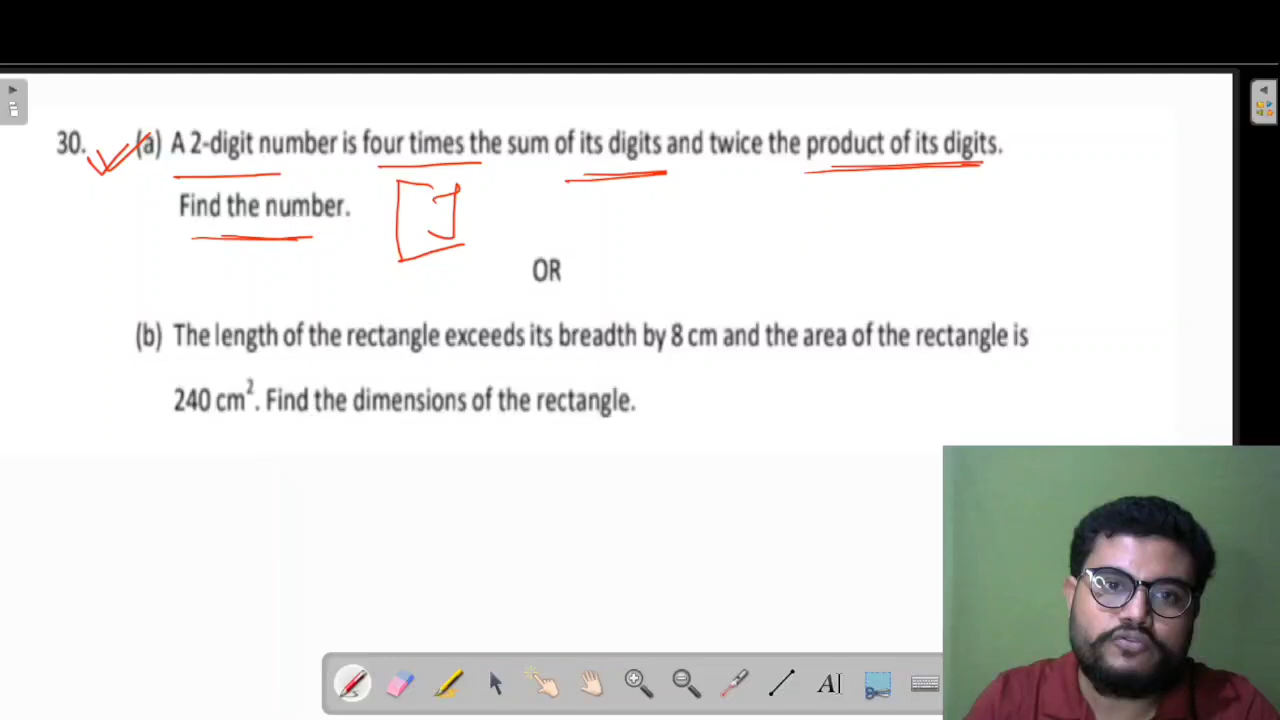 30. (a) A 2-digit number is four times the sum of its digits and twice the product of its digits.
Find the number.
OR
(b) The length of the rectangle exceeds its breadth by 8 cm and the area of the rectangle is
240 cm². Find the dimensions of the rectangle.
AI